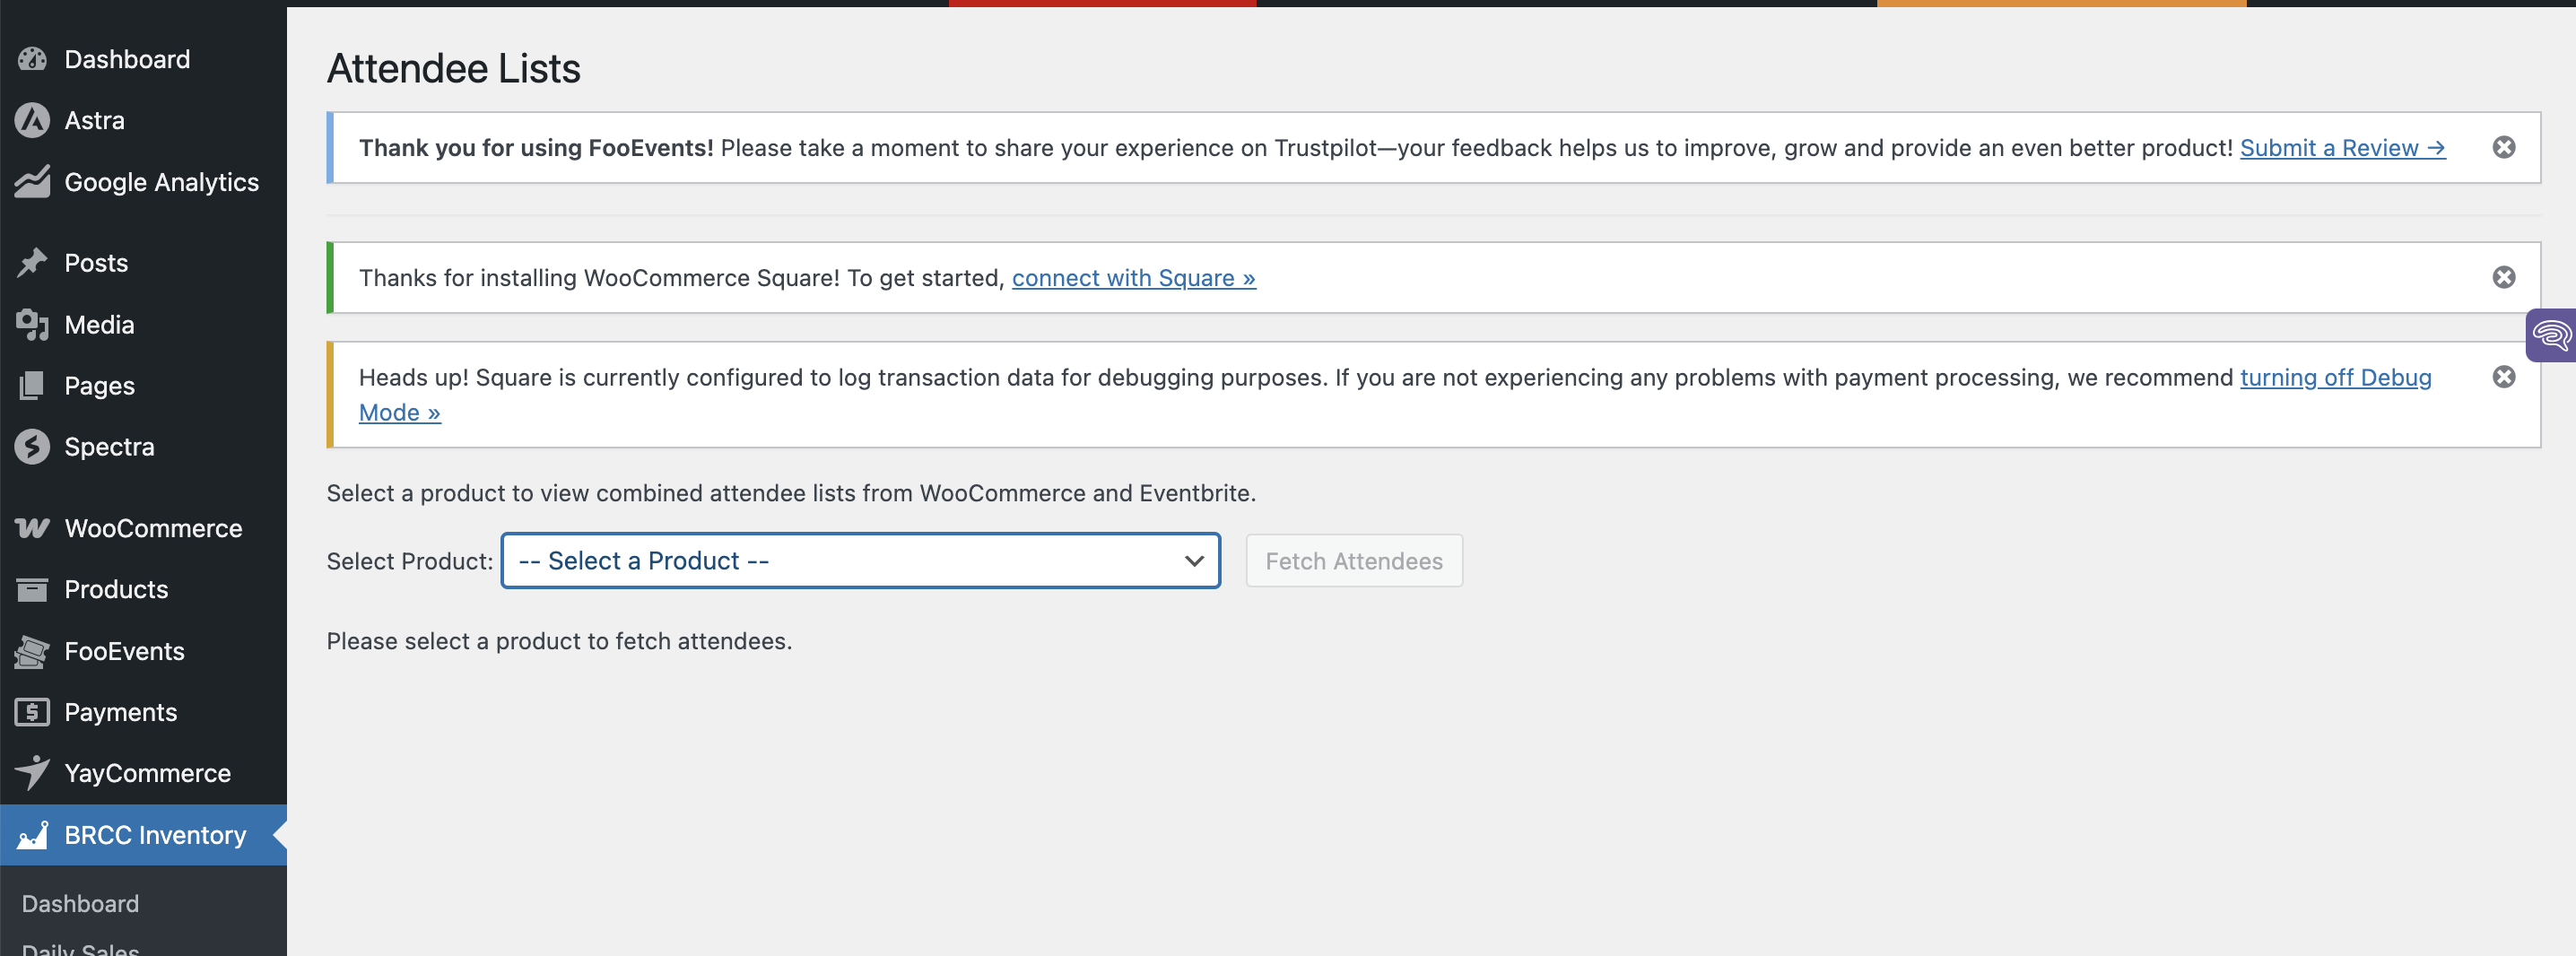 Dashboard
Astra
Google Analytics
Posts
Media
Pages
Spectra
WooCommerce
Products
FooEvents
Payments
YayCommerce
BRCC Inventory
Dashboard
Daily Sales
Attendee Lists
Thank you for using FooEvents! Please take a moment to share your experience on Trustpilot—your feedback helps us to improve, grow and provide an even better product! Submit a Review →
Thanks for installing WooCommerce Square! To get started, connect with Square »
Heads up! Square is currently configured to log transaction data for debugging purposes. If you are not experiencing any problems with payment processing, we recommend turning off Debug
Mode »
Select a product to view combined attendee lists from WooCommerce and Eventbrite.
Select Product: -- Select a Product -- Fetch Attendees
Please select a product to fetch attendees.